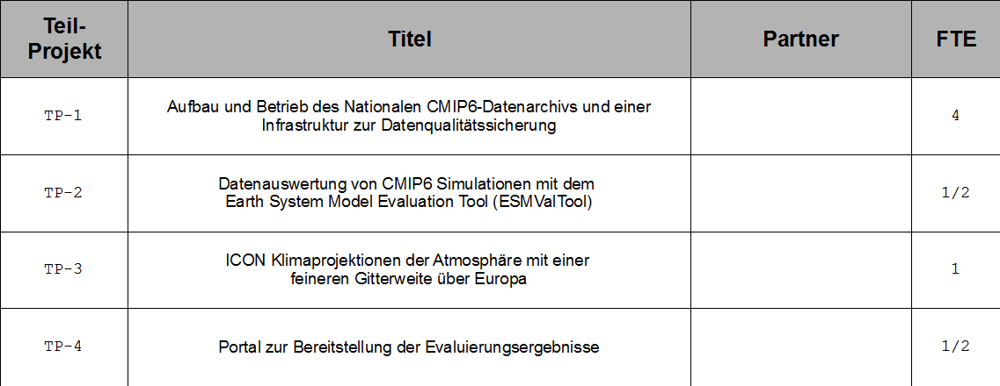 Teil-
Projekt
Titel
Partner
FTE
TP-1
Aufbau und Betrieb des Nationalen CMIP6-Datenarchivs und einer
Infrastruktur zur Datenqualitätssicherung
4
TP-2
Datenauswertung von CMIP6 Simulationen mit dem
Earth System Model Evaluation Tool (ESMValTool)
1/2
TP-3
ICON Klimaprojektionen der Atmosphäre mit einer
feineren Gitterweite über Europa
1
TP-4
Portal zur Bereitstellung der Evaluierungsergebnisse
1/2